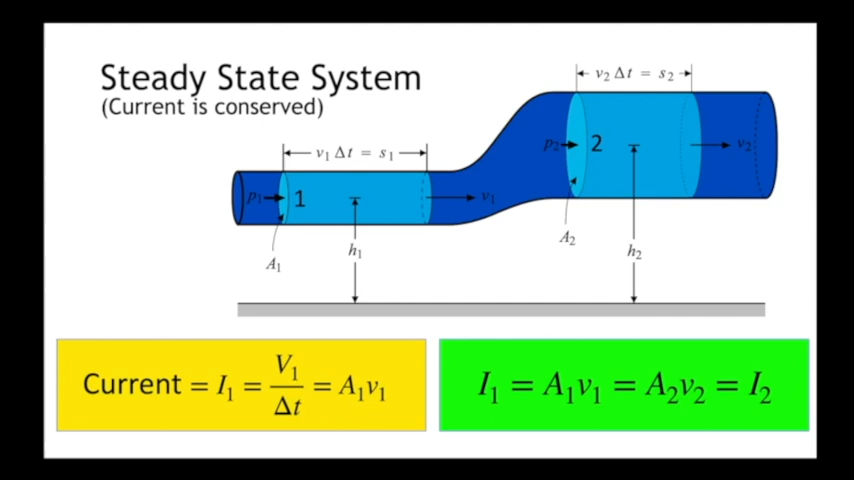 Steady State System
(Current is conserved)
v₂ Δt = s₂
v₁ Δt = s₁
p₂
2
v₂
p₁
1
v₁
A₁
h₁
A₂
h₂
Current = I₁ = V₁/Δt = A₁v₁
I₁ = A₁v₁ = A₂v₂ = I₂